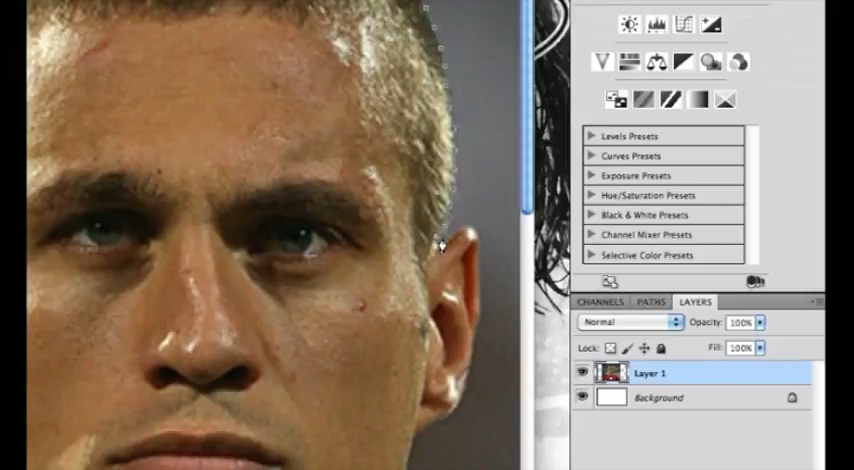 Levels Presets
Curves Presets
Exposure Presets
Hue/Saturation Presets
Black & White Presets
Channel Mixer Presets
Selective Color Presets
CHANNELS PATHS LAYERS
Normal Opacity: 100%
Lock: Fill: 100%
Layer 1
Background